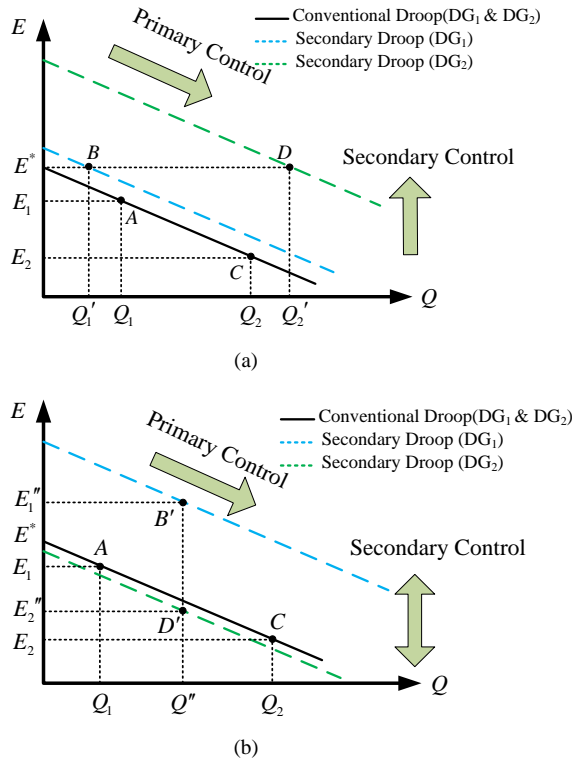 E
Conventional Droop(DG₁ & DG₂)
Secondary Droop (DG₁)
Secondary Droop (DG₂)
Primary Control
B
D
Secondary Control
E*
E₁
A
E₂
C
Q₁′ Q₁ Q₂ Q₂′ Q
(a)
E
Conventional Droop(DG₁ & DG₂)
Secondary Droop (DG₁)
Secondary Droop (DG₂)
Primary Control
E₁″
B′
E*
A
Secondary Control
E₁
E₂″
D′
C
E₂
Q₁ Q″ Q₂ Q
(b)